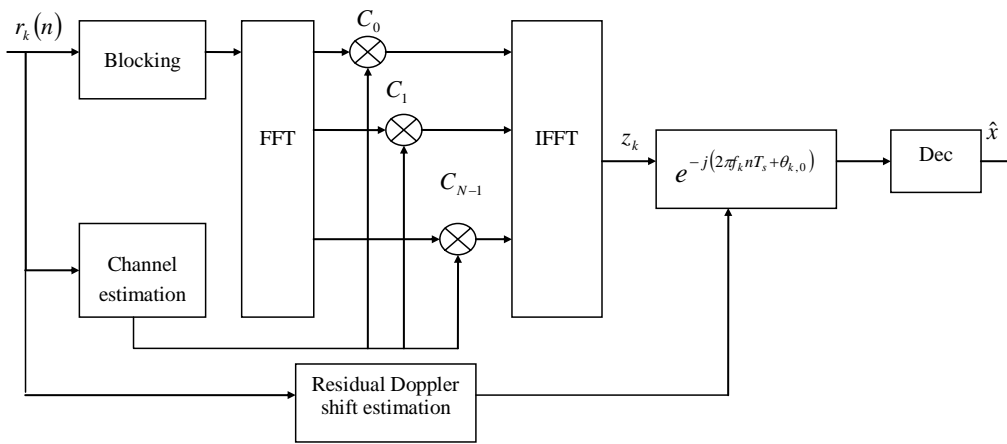 r_k(n)
Blocking
FFT
C_0
C_1
C_{N-1}
IFFT
z_k
e^{-j(2πf_k nT_s+θ_{k,0})}
Dec
x̂
Channel
estimation
Residual Doppler
shift estimation